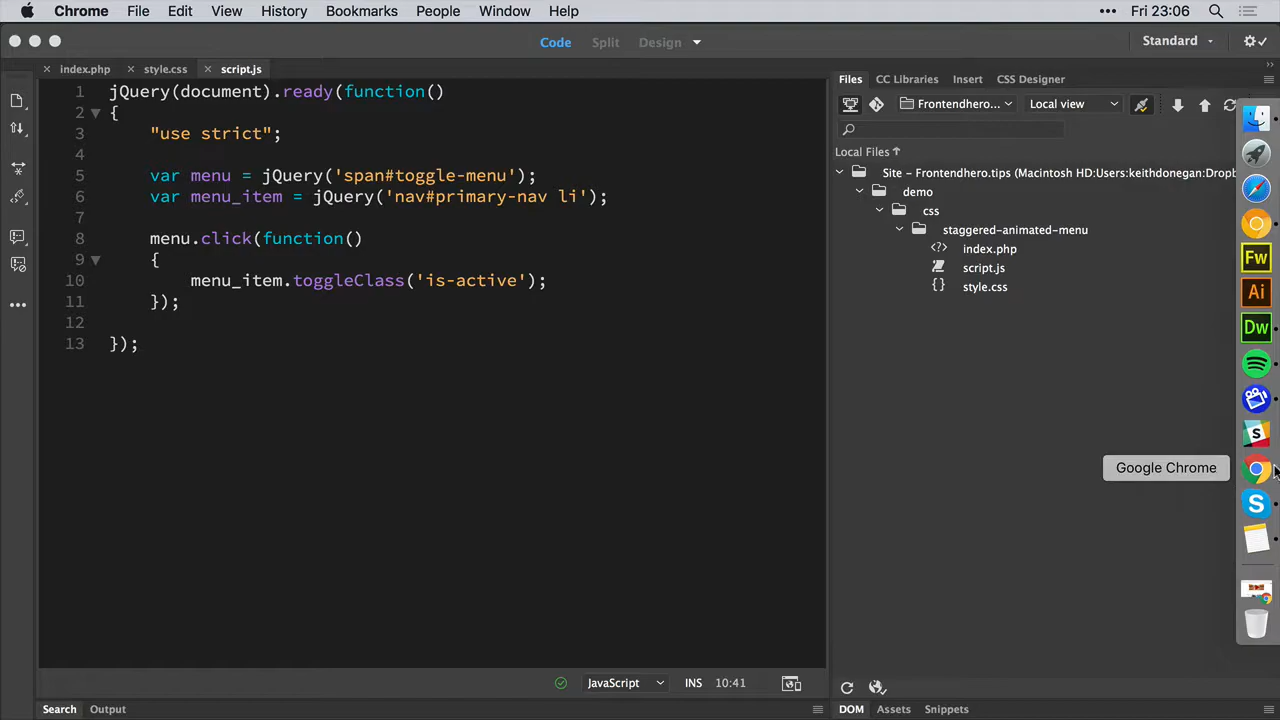 Chrome File Edit View History Bookmarks People Window Help ••• Fri 23:06
Code Split Design Standard
index.php style.css script.js
Files CC Libraries Insert CSS Designer
Frontendhero... Local view
Local Files
Site – Frontendhero.tips (Macintosh HD:Users:keithdonegan:Dropb
demo
css
staggered-animated-menu
index.php
script.js
style.css
1 jQuery(document).ready(function()
2 {
3 "use strict";
4
5 var menu = jQuery('span#toggle-menu');
6 var menu_item = jQuery('nav#primary-nav li');
7
8 menu.click(function()
9 {
10 menu_item.toggleClass('is-active');
11 });
12
13 });
Fw
Ai
Dw
S
Google Chrome
S
JavaScript INS 10:41
Search Output
DOM Assets Snippets